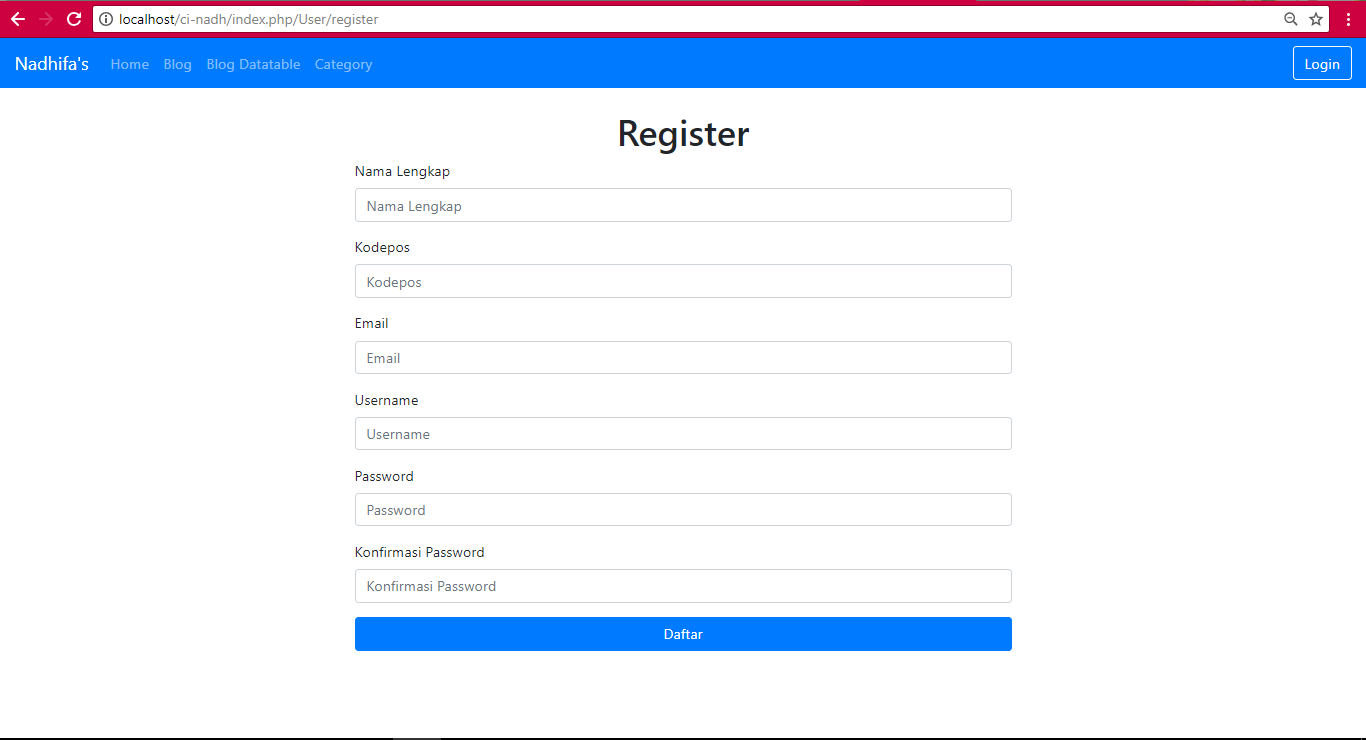 localhost/ci-nadh/index.php/User/register
Nadhifa's Home Blog Blog Datatable Category Login
Register
Nama Lengkap
Nama Lengkap
Kodepos
Kodepos
Email
Email
Username
Username
Password
Password
Konfirmasi Password
Konfirmasi Password
Daftar